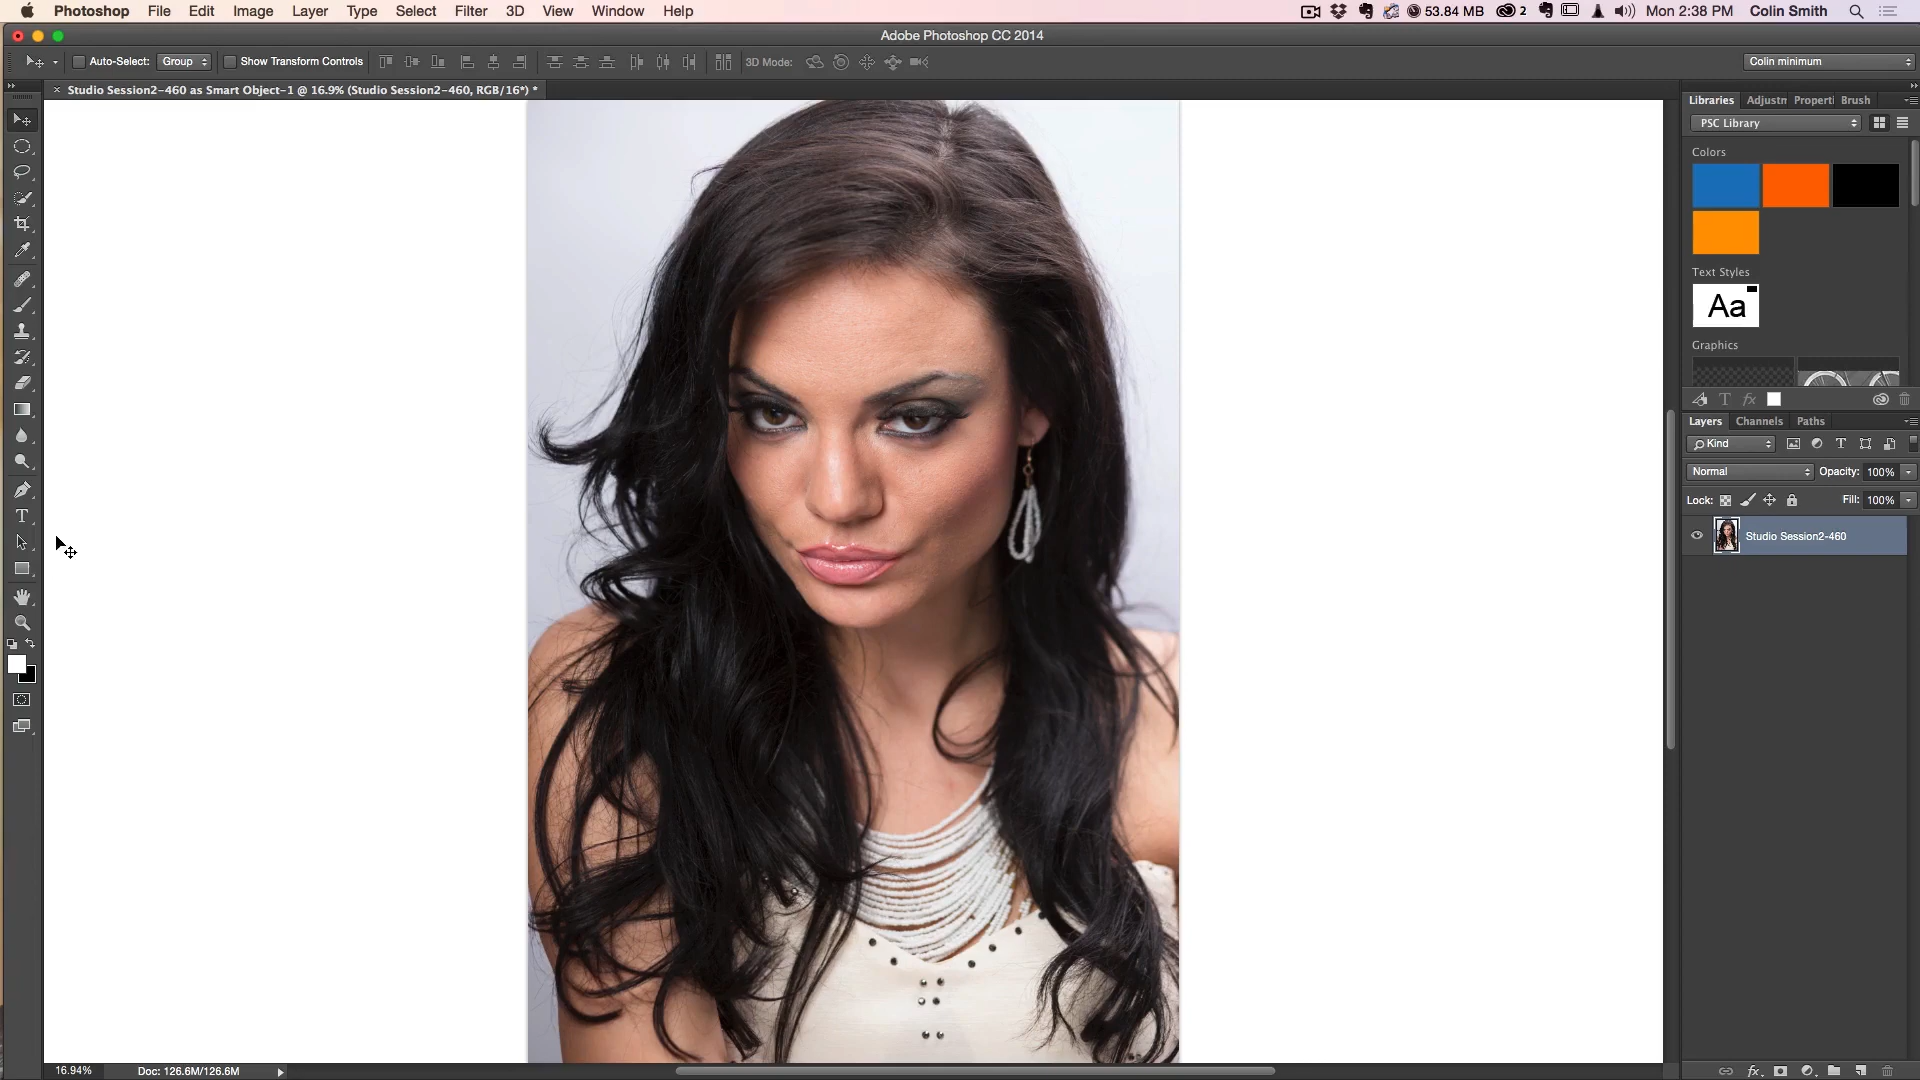 Photoshop File Edit Image Layer Type Select Filter 3D View Window Help 53.84 MB 2 Mon 2:38 PM Colin Smith
Adobe Photoshop CC 2014
Auto-Select: Group Show Transform Controls 3D Mode: Colin minimum
Studio Session2-460 as Smart Object-1 @ 16.9% (Studio Session2-460, RGB/16*) *
Libraries Adjustm Properti Brush
PSC Library
Colors
Text Styles
Aa
Graphics
Layers Channels Paths
Kind
Normal Opacity: 100%
Lock: Fill: 100%
Studio Session2-460
16.94% Doc: 126.6M/126.6M